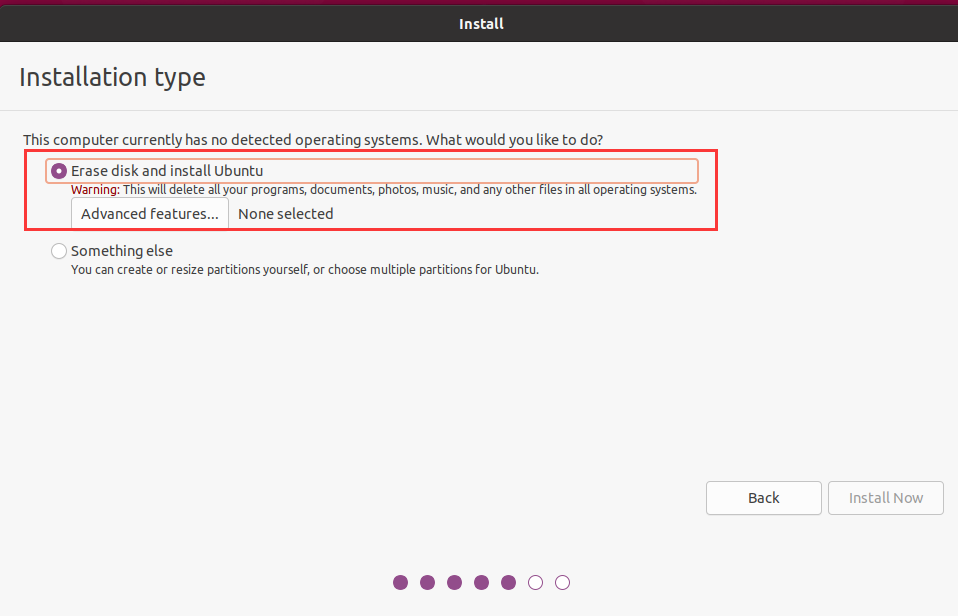 Install
Installation type
This computer currently has no detected operating systems. What would you like to do?
Erase disk and install Ubuntu
Warning: This will delete all your programs, documents, photos, music, and any other files in all operating systems.
Advanced features... None selected
Something else
You can create or resize partitions yourself, or choose multiple partitions for Ubuntu.
Back Install Now